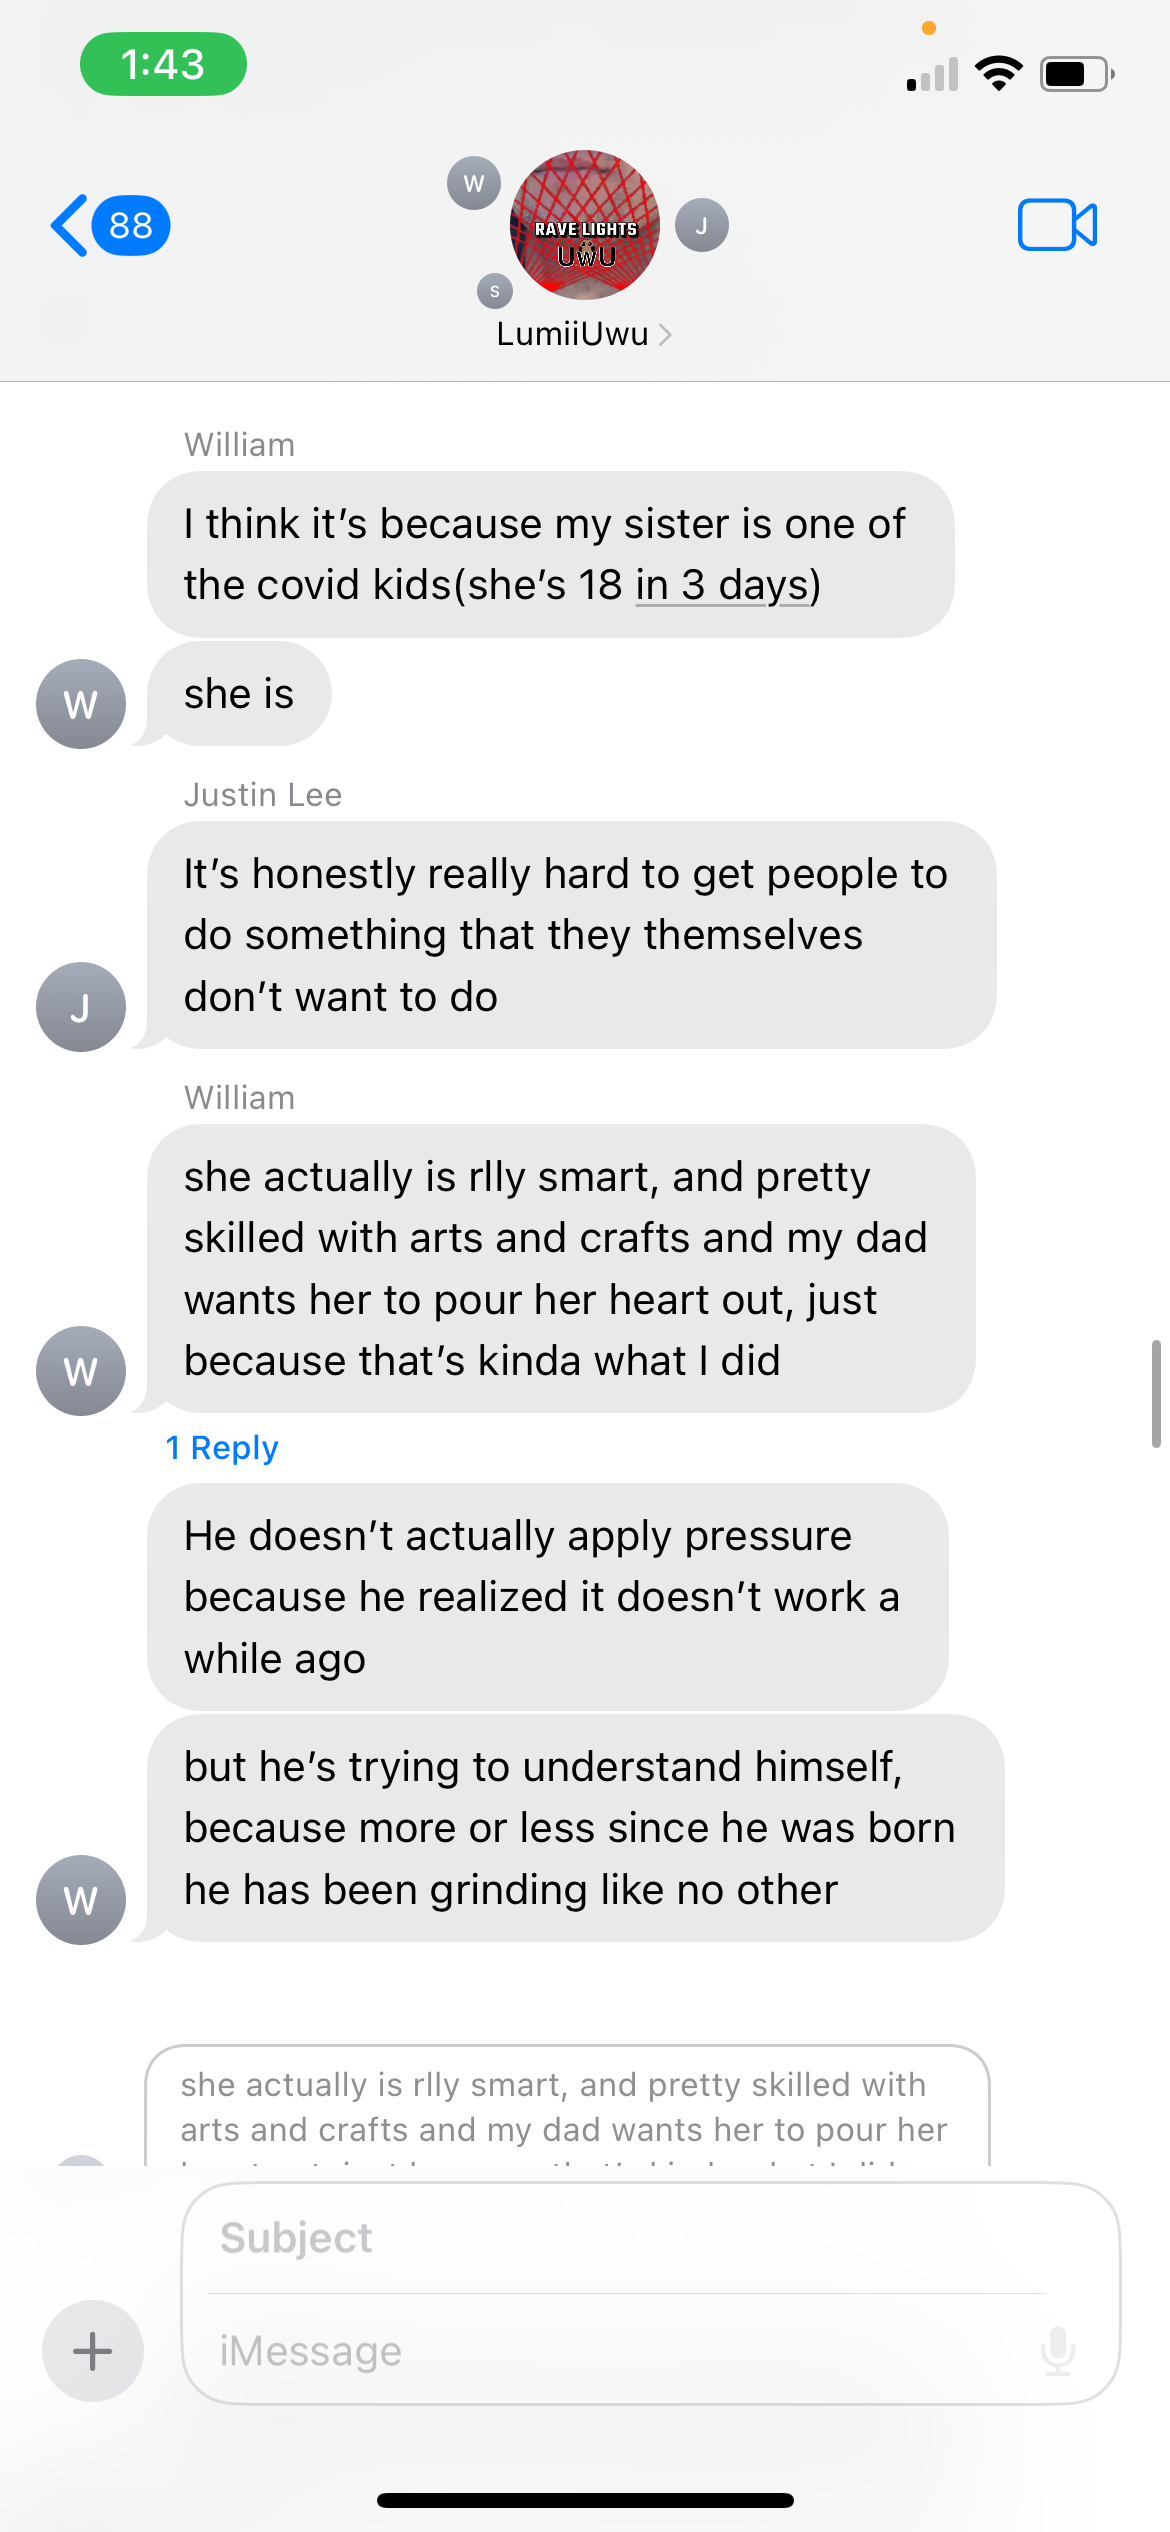 1:43
88
W
J
S
RAVE LIGHTS
UWU
LumiiUwu
William
I think it’s because my sister is one of
the covid kids(she’s 18 in 3 days)
she is
W
Justin Lee
It’s honestly really hard to get people to
do something that they themselves
don’t want to do
J
William
she actually is rlly smart, and pretty
skilled with arts and crafts and my dad
wants her to pour her heart out, just
because that’s kinda what I did
W
1 Reply
He doesn’t actually apply pressure
because he realized it doesn’t work a
while ago
but he’s trying to understand himself,
because more or less since he was born
he has been grinding like no other
W
she actually is rlly smart, and pretty skilled with
arts and crafts and my dad wants her to pour her
Subject
iMessage